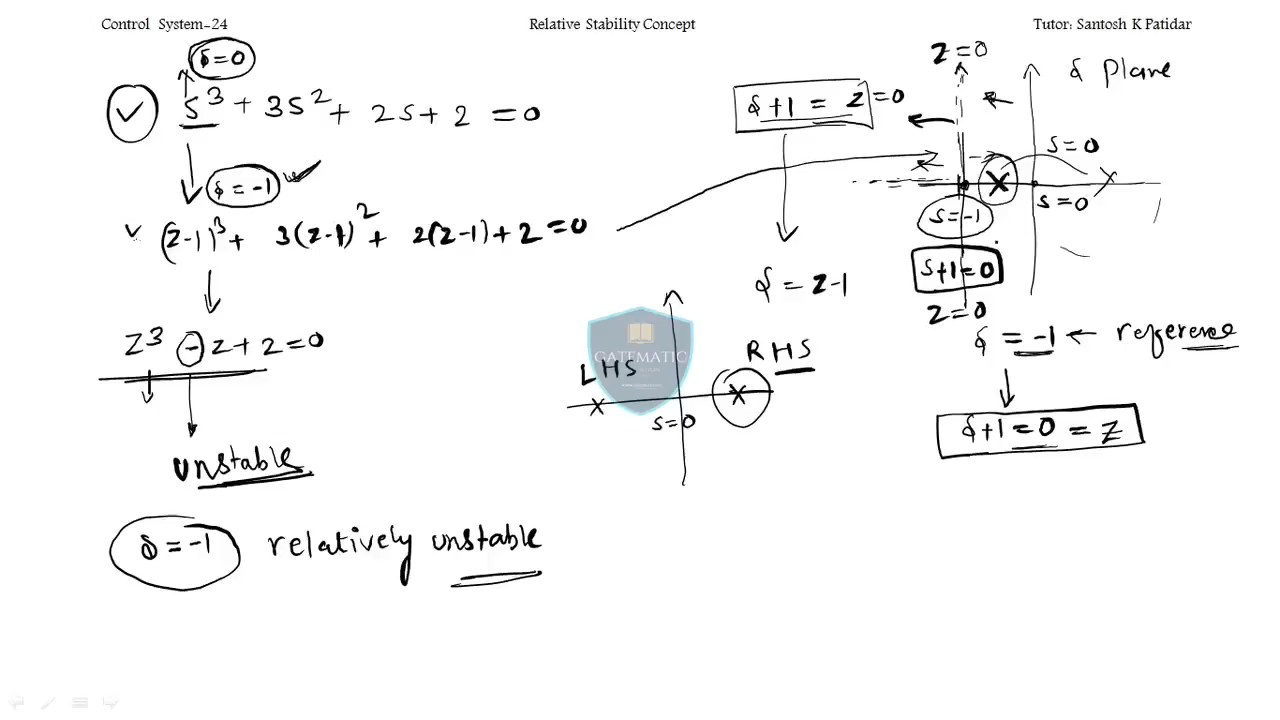 Control System-24
Relative Stability Concept
Tutor: Santosh K Patidar
s=0
S³ + 3S² + 2S + 2 = 0
s=-1
(z-1)³ + 3(z-1)² + 2(z-1) + 2 = 0
z³ - z + 2 = 0
unstable
s=-1 relatively unstable
s+1 = z=0
s = z-1
LHS
RHS
s=0
GATEMATIC
z=0
s plane
s=0
s=0
s=-1
s+1=0
z=0
s = -1 ← reference
s+1=0 = z